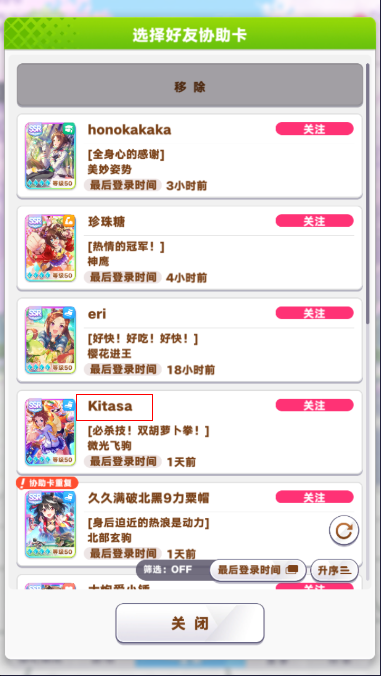 选择好友协助卡
移除
SSR
honokakaka
关注
[全身心的感谢]
美妙姿势
等级50
最后登录时间 3小时前
SSR
珍珠糖
关注
[热情的冠军!]
神鹰
等级50
最后登录时间 4小时前
SSR
eri
关注
[好快!好吃!好快!]
樱花进王
等级50
最后登录时间 18小时前
SSR
Kitasa
关注
[必杀技!双胡萝卜拳!]
微光飞驹
等级50
最后登录时间 1天前
协助卡重复
SSR
久久满破北黑9力粟帽
关注
[身后迫近的热浪是动力]
北部玄驹
等级50
最后登录时间 1天前
筛选:OFF
最后登录时间
升序
关注
关闭